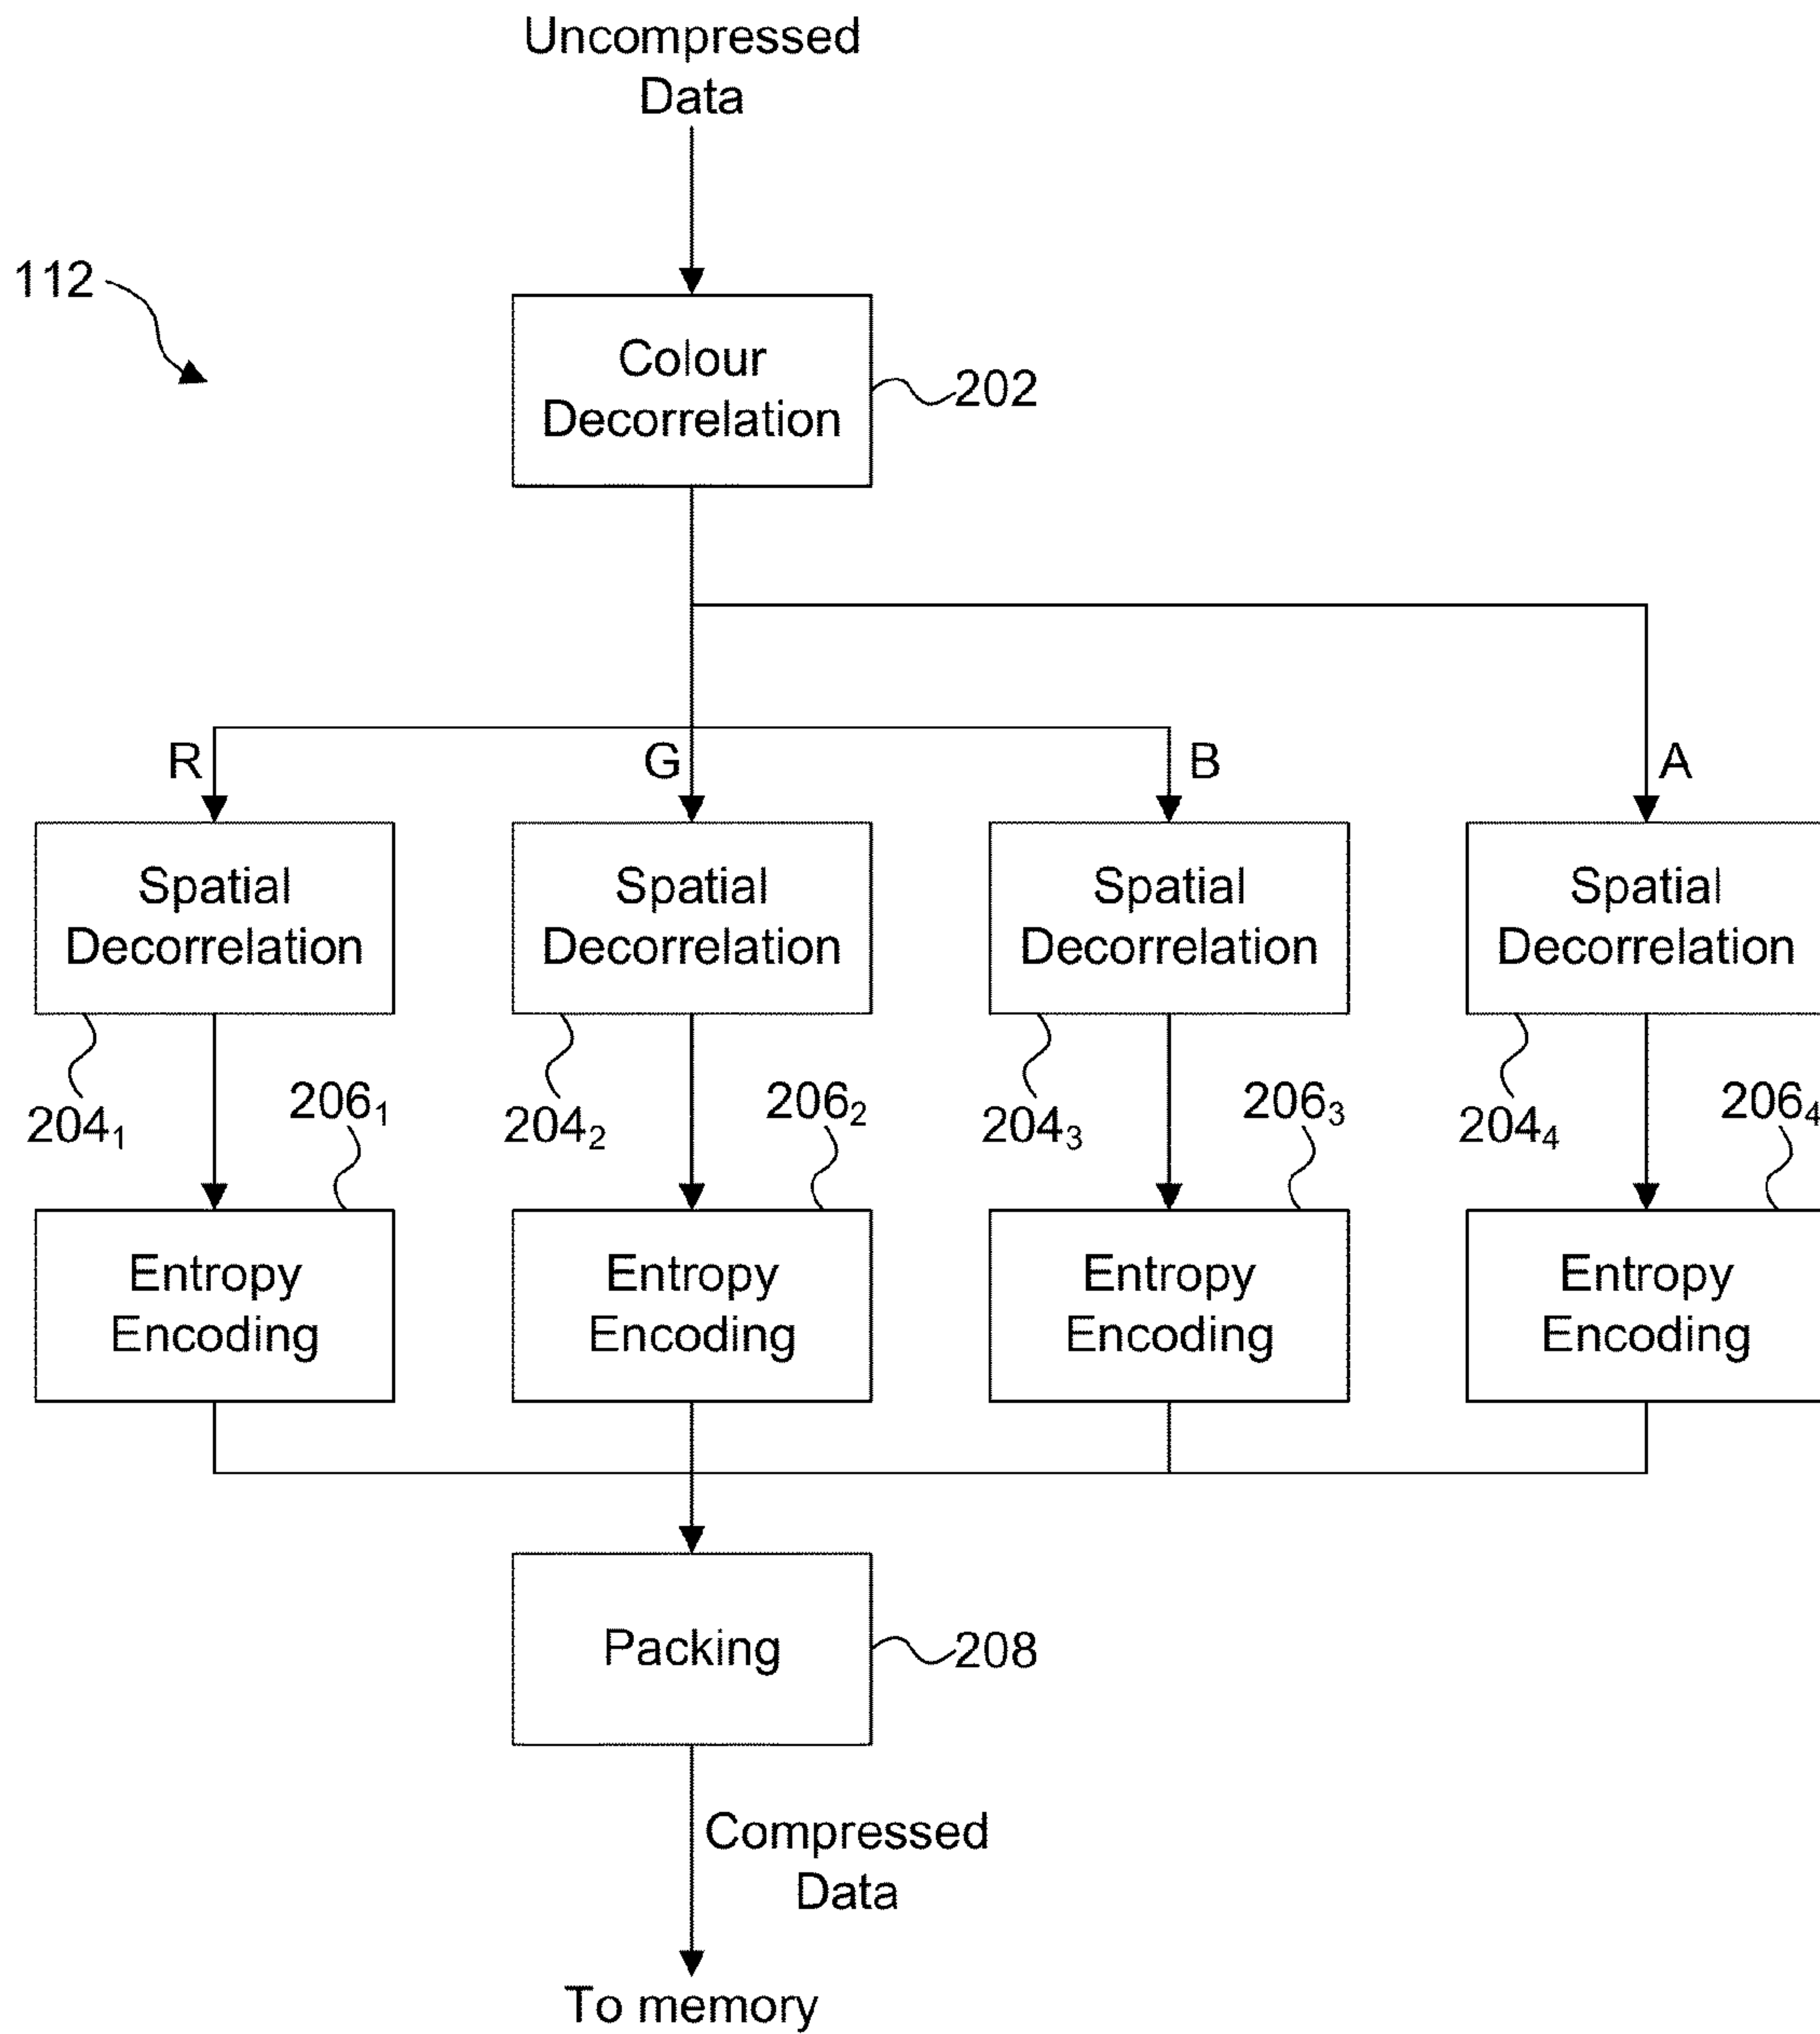 Uncompressed
Data
112
Colour
Decorrelation
202
R
G
B
A
Spatial
Decorrelation
Spatial
Decorrelation
Spatial
Decorrelation
Spatial
Decorrelation
204₁
206₁
204₂
206₂
204₃
206₃
204₄
206₄
Entropy
Encoding
Entropy
Encoding
Entropy
Encoding
Entropy
Encoding
Packing
208
Compressed
Data
To memory